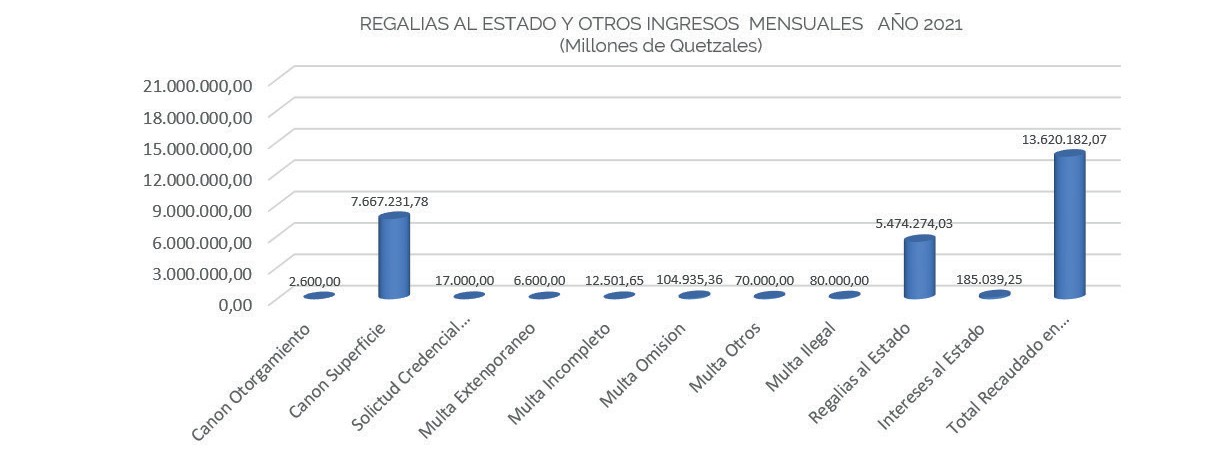 REGALIAS AL ESTADO Y OTROS INGRESOS  MENSUALES   AÑO 2021
(Millones de Quetzales)
21.000.000,00
18.000.000,00
15.000.000,00
12.000.000,00
9.000.000,00
6.000.000,00
3.000.000,00
0,00
2.600,00
7.667.231,78
17.000,00
6.600,00
12.501,65
104.935,36
70.000,00
80.000,00
5.474.274,03
185.039,25
13.620.182,07
Canon Otorgamiento
Canon Superficie
Solictud Credencial...
Multa Extenporaneo
Multa Incompleto
Multa Omision
Multa Otros
Multa Ilegal
Regalias al Estado
Intereses al Estado
Total Recaudado en...